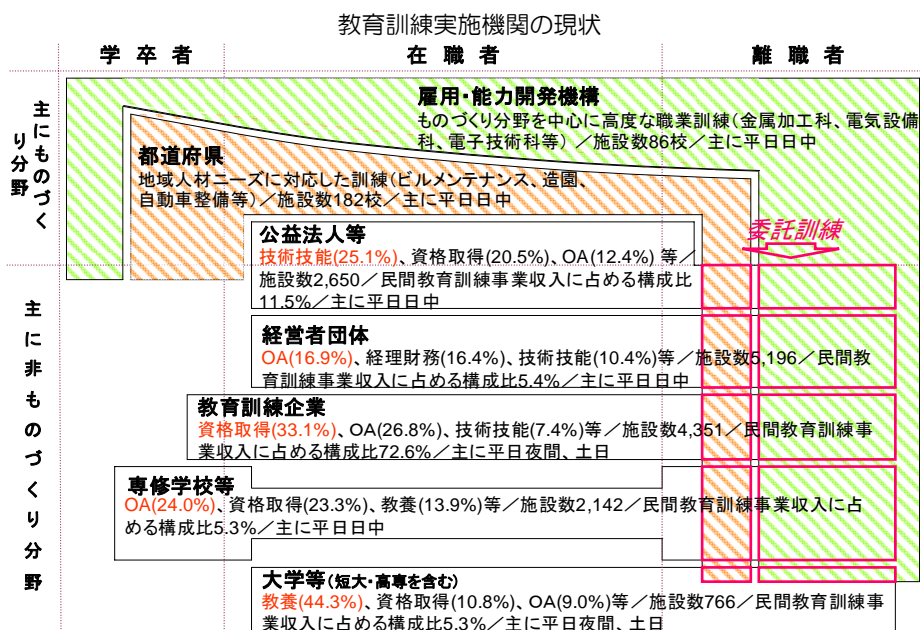 教育訓練実施機関の現状
学 卒 者
在 職 者
離 職 者
主にものづくり分野
雇用・能力開発機構
ものづくり分野を中心に高度な職業訓練(金属加工科、電気設備
科、電子技術科等) ／施設数86校／主に平日日中
都道府県
地域人材ニーズに対応した訓練(ビルメンテナンス、造園、
自動車整備等)／施設数182校／主に平日日中
委託訓練
公益法人等
技術技能(25.1%)、資格取得(20.5%)、OA(12.4%) 等／
施設数2,650／民間教育訓練事業収入に占める構成比
11.5%／主に平日日中
主に非ものづくり分野
経営者団体
OA(16.9%)、経理財務(16.4%)、技術技能(10.4%)等／施設数5,196／民間教
育訓練事業収入に占める構成比5.4%／主に平日日中
教育訓練企業
資格取得(33.1%)、OA(26.8%)、技術技能(7.4%)等／施設数4,351／民間教育訓練事
業収入に占める構成比72.6%／主に平日夜間、土日
専修学校等
OA(24.0%)、資格取得(23.3%)、教養(13.9%)等／施設数2,142／民間教育訓練事業収入に占
める構成比5.3%／主に平日日中
大学等(短大・高専を含む)
教養(44.3%)、資格取得(10.8%)、OA(9.0%)等／施設数766／民間教育訓練事
業収入に占める構成比5.3%／主に平日夜間、土日